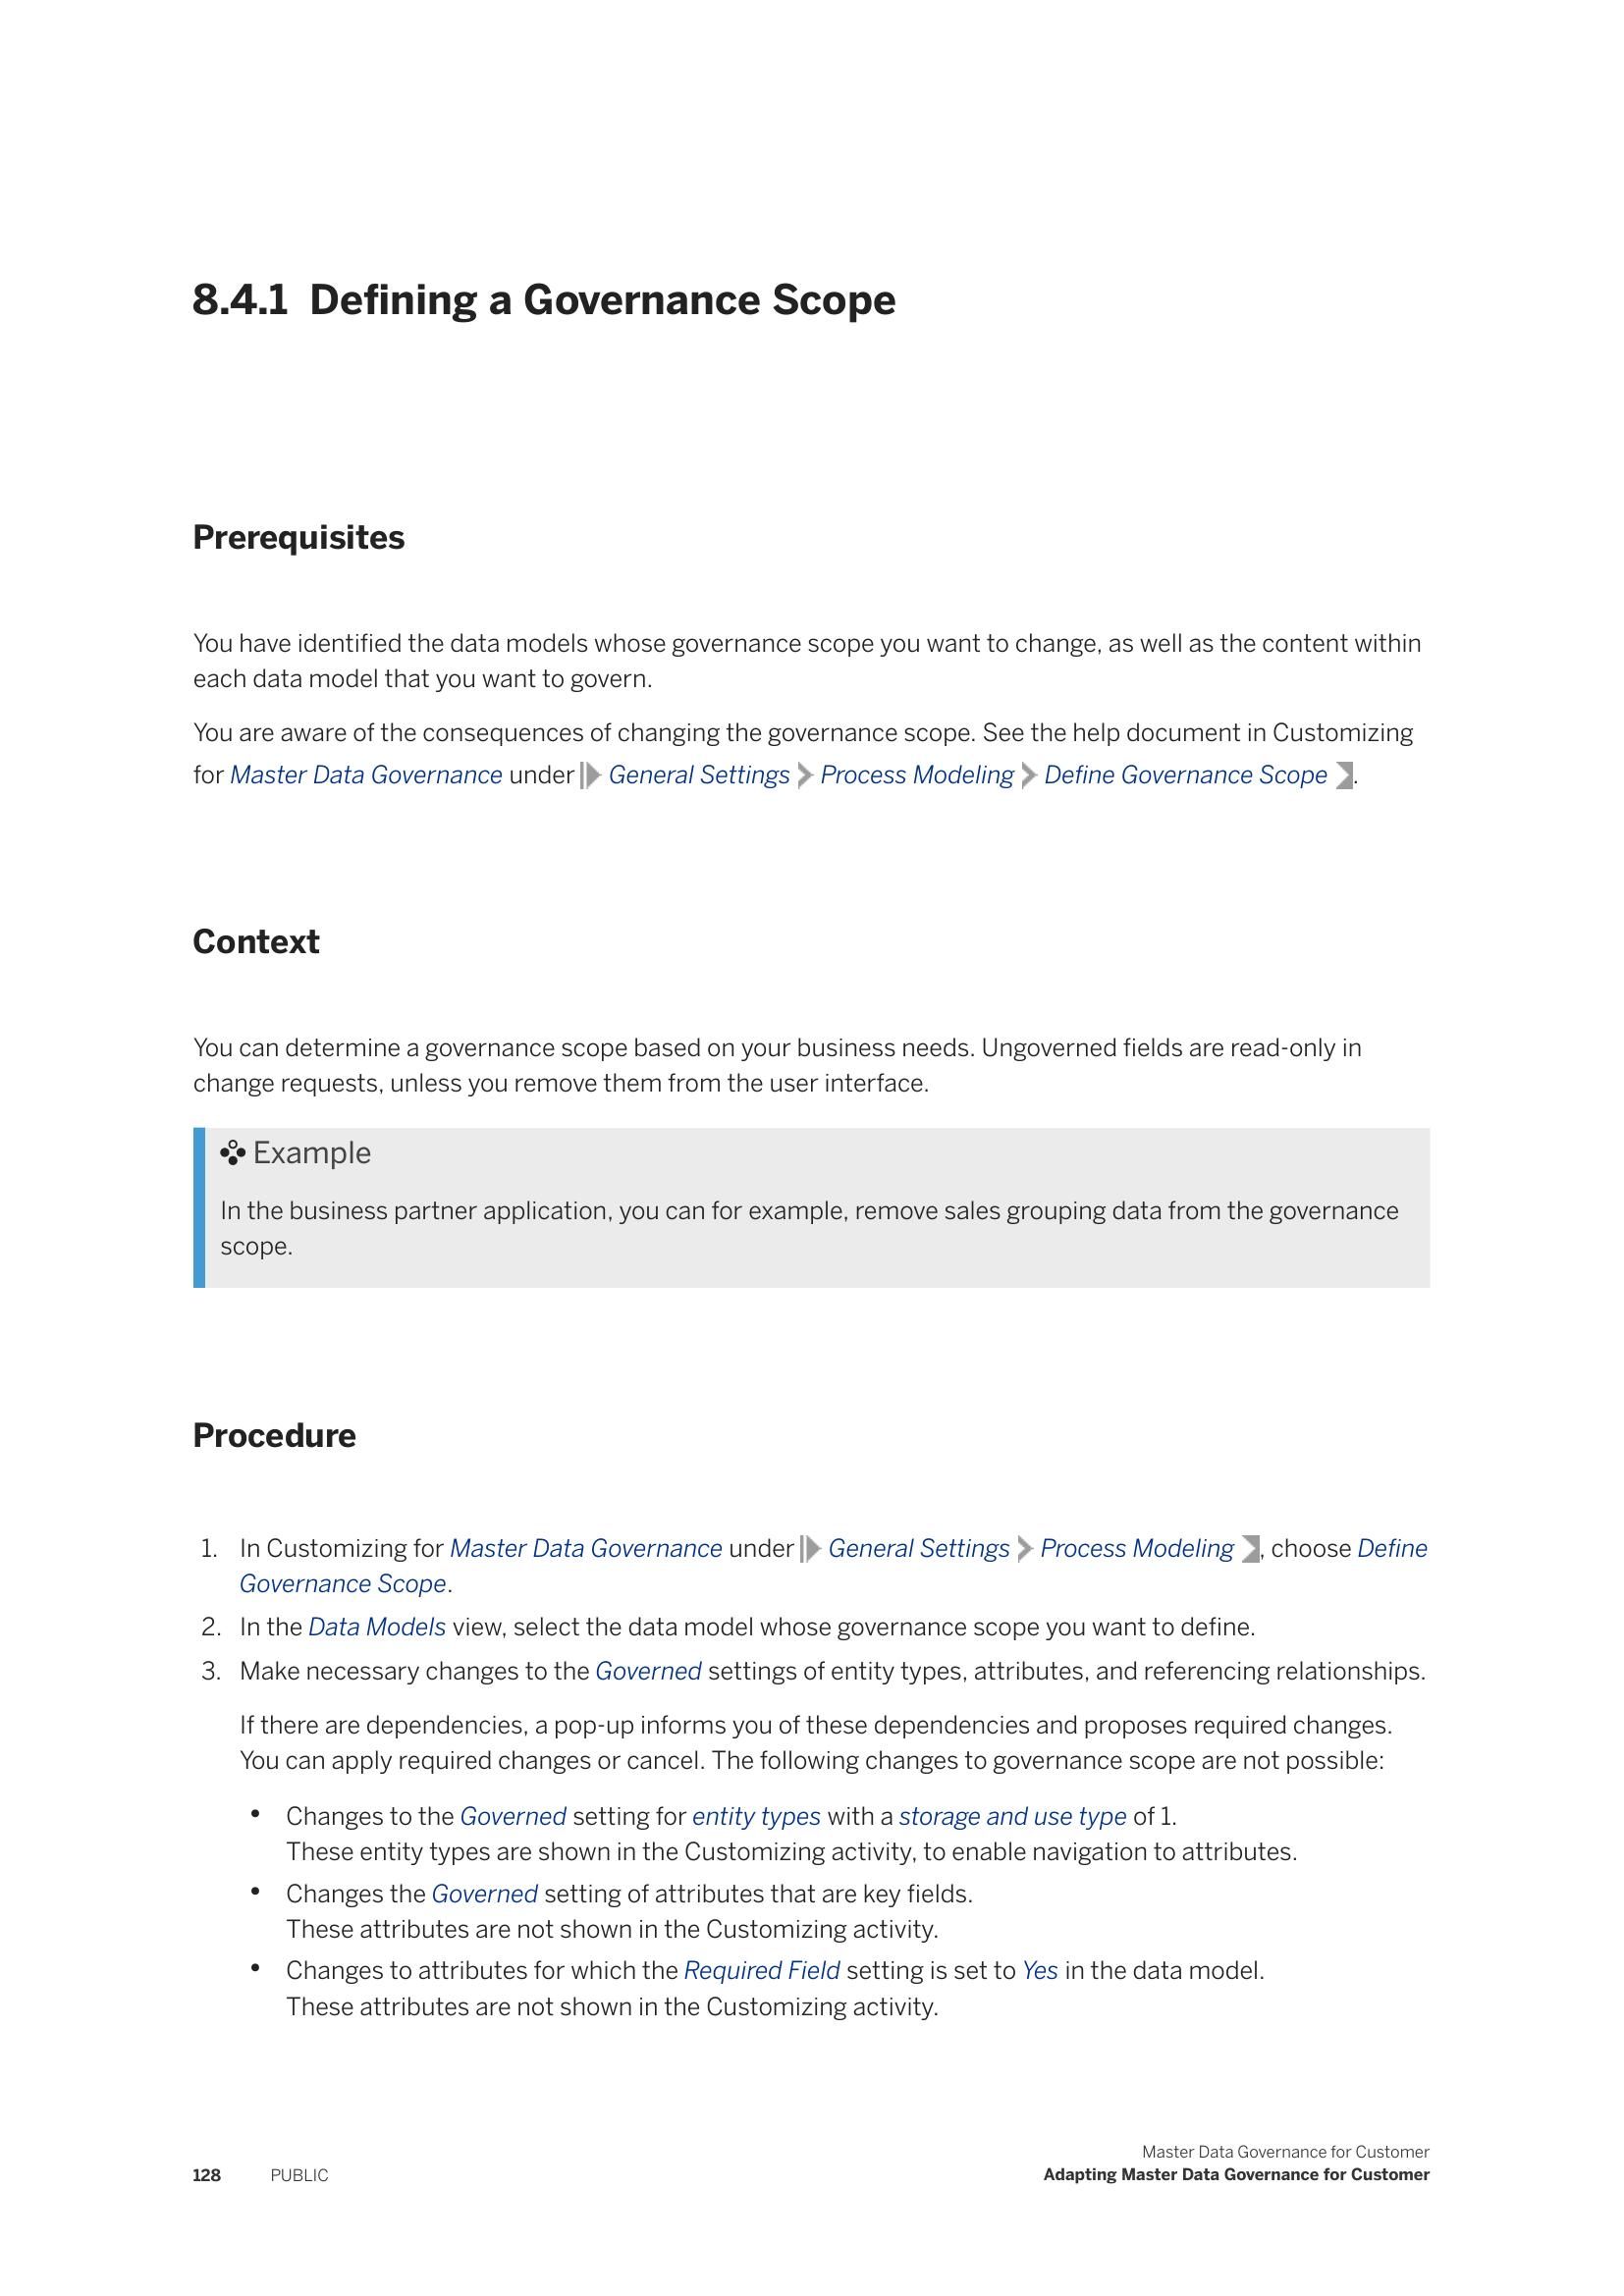 8.4.1 Defining a Governance Scope
Prerequisites
You have identified the data models whose governance scope you want to change, as well as the content within
each data model that you want to govern.
You are aware of the consequences of changing the governance scope. See the help document in Customizing
for Master Data Governance under General Settings Process Modeling Define Governance Scope .
Context
You can determine a governance scope based on your business needs. Ungoverned fields are read-only in
change requests, unless you remove them from the user interface.
Example
In the business partner application, you can for example, remove sales grouping data from the governance
scope.
Procedure
1. In Customizing for Master Data Governance under General Settings Process Modeling , choose Define
Governance Scope.
2. In the Data Models view, select the data model whose governance scope you want to define.
3. Make necessary changes to the Governed settings of entity types, attributes, and referencing relationships.
If there are dependencies, a pop-up informs you of these dependencies and proposes required changes.
You can apply required changes or cancel. The following changes to governance scope are not possible:
• Changes to the Governed setting for entity types with a storage and use type of 1.
These entity types are shown in the Customizing activity, to enable navigation to attributes.
• Changes the Governed setting of attributes that are key fields.
These attributes are not shown in the Customizing activity.
• Changes to attributes for which the Required Field setting is set to Yes in the data model.
These attributes are not shown in the Customizing activity.
Master Data Governance for Customer
128 PUBLIC Adapting Master Data Governance for Customer